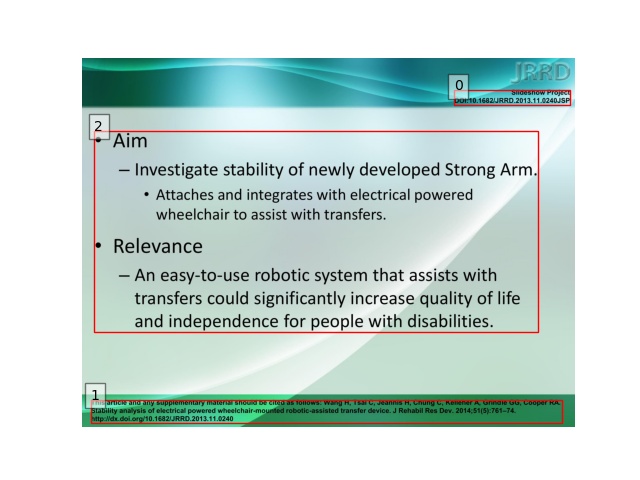 JRRD
0
Slideshow Project
DOI:10.1682/JRRD.2013.11.0240JSP
2
• Aim
– Investigate stability of newly developed Strong Arm.
• Attaches and integrates with electrical powered
wheelchair to assist with transfers.
• Relevance
– An easy-to-use robotic system that assists with
transfers could significantly increase quality of life
and independence for people with disabilities.
1
This article and any supplementary material should be cited as follows: Wang H, Tsai C, Jeannis H, Chung C, Kelleher A, Grindle GG, Cooper RA.
Stability analysis of electrical powered wheelchair-mounted robotic-assisted transfer device. J Rehabil Res Dev. 2014;51(5):761–74.
http://dx.doi.org/10.1682/JRRD.2013.11.0240